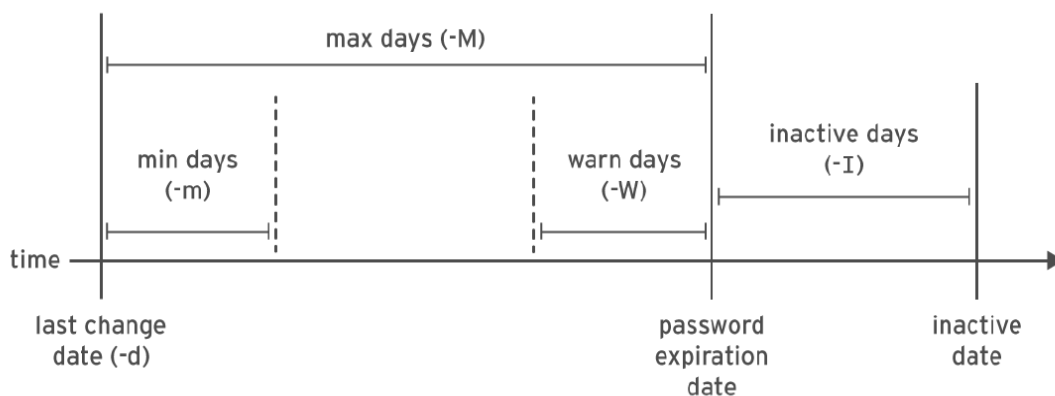 max days (-M)
min days
(-m)
warn days
(-W)
inactive days
(-I)
time
last change
date (-d)
password
expiration
date
inactive
date